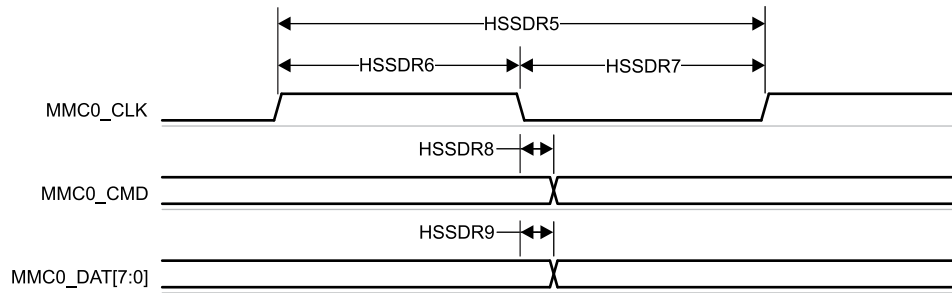 HSSDR5
HSSDR6
HSSDR7
MMC0_CLK
HSSDR8
MMC0_CMD
HSSDR9
MMC0_DAT[7:0]